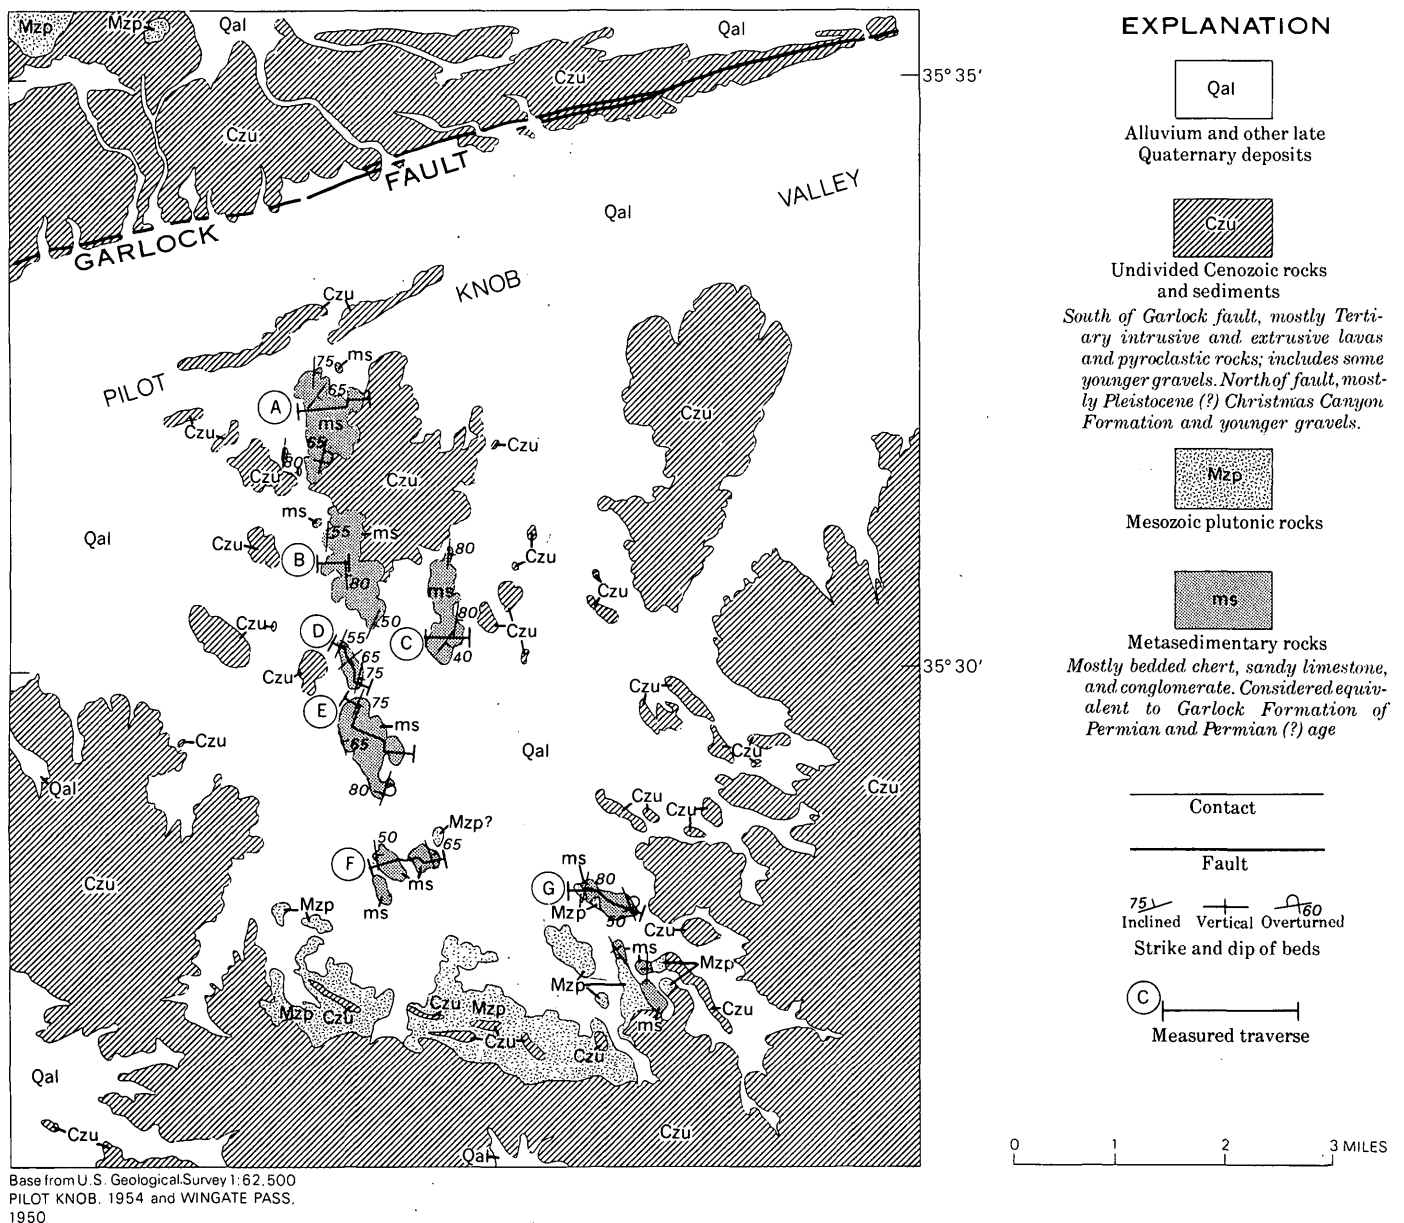 Mzp
Mzp
Qal
Qal
Czu
Czu
35°35′
GARLOCK
FAULT
VALLEY
Qal
KNOB
Czu
PILOT
75
ms
65
A
ms
65
80
Czu
Czu
Czu
Czu
Czu
ms
55
ms
Qal
Czu
B
80
80
ms
Czu
Czu
Czu
D
50
55
65
C
80
40
Czu
Czu
75
35°30′
E
75
ms
65
80
Czu
Qal
Czu
Czu
Qal
Czu
Czu
Czu
Czu
Mzp?
50
65
F
ms
ms
ms
G
80
Mzp
50
Mzp
Czu
ms
Mzp
Mzp
Czu
Mzp
Czu
Czu
Mzp
Czu
Czu
ms
Qal
Czu
Czu
Qal
Base from U.S. Geological Survey 1:62,500
PILOT KNOB. 1954 and WINGATE PASS,
1950
EXPLANATION
Qal
Alluvium and other late
Quaternary deposits
Czu
Undivided Cenozoic rocks
and sediments
South of Garlock fault, mostly Terti-
ary intrusive and extrusive lavas
and pyroclastic rocks; includes some
younger gravels. North of fault, most-
ly Pleistocene (?) Christmas Canyon
Formation and younger gravels.
Mzp
Mesozoic plutonic rocks
ms
Metasedimentary rocks
Mostly bedded chert, sandy limestone,
and conglomerate. Considered equiv-
alent to Garlock Formation of
Permian and Permian (?) age
Contact
Fault
75
60
Inclined Vertical Overturned
Strike and dip of beds
C
Measured traverse
0 1 2 3 MILES